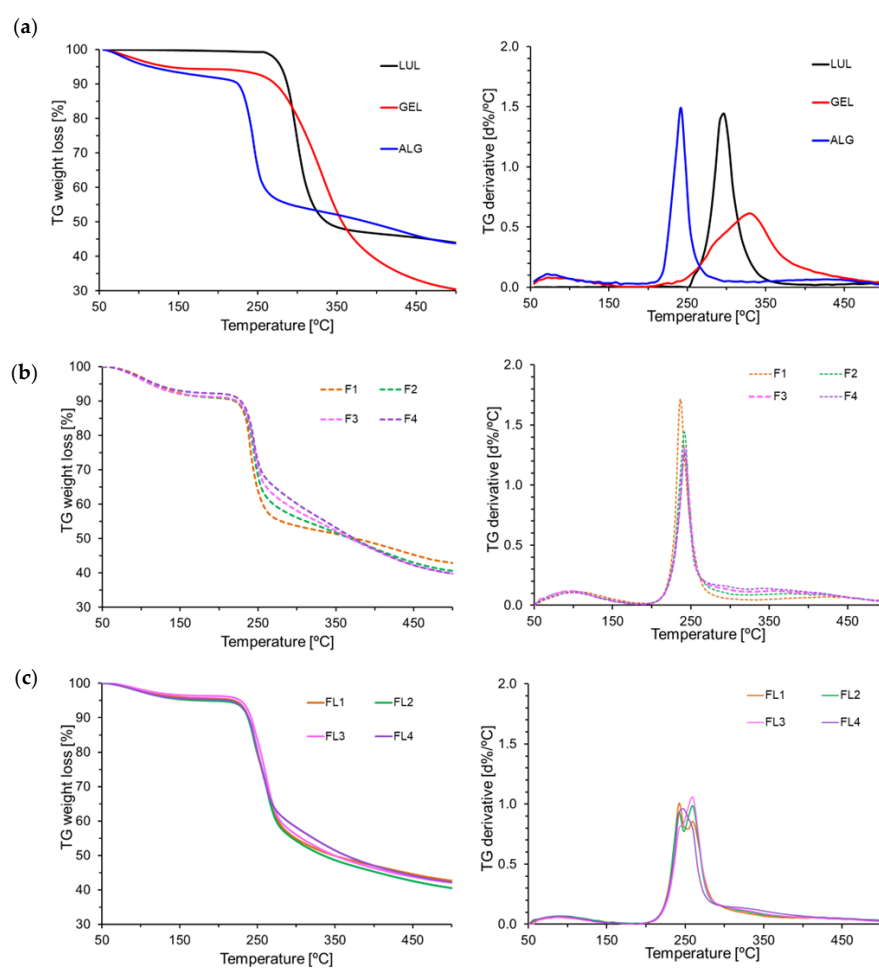 (a)
100
90
80
70
60
50
40
30
TG weight loss [%]
LUL
GEL
ALG
50 150 250 350 450
Temperature [ºC]
2.0
1.5
1.0
0.5
0.0
TG derivative [d%/ºC]
LUL
GEL
ALG
50 150 250 350 450
Temperature [ºC]
(b)
100
90
80
70
60
50
40
30
TG weight loss [%]
F1 F2
F3 F4
50 150 250 350 450
Temperature [ºC]
2.0
1.5
1.0
0.5
0.0
TG derivative [d%/ºC]
F1 F2
F3 F4
50 150 250 350 450
Temperature [ºC]
(c)
100
90
80
70
60
50
40
30
TG weight loss [%]
FL1 FL2
FL3 FL4
50 150 250 350 450
Temperature [ºC]
2.0
1.5
1.0
0.5
0.0
TG derivative [d%/ºC]
FL1 FL2
FL3 FL4
50 150 250 350 450
Temperature [ºC]